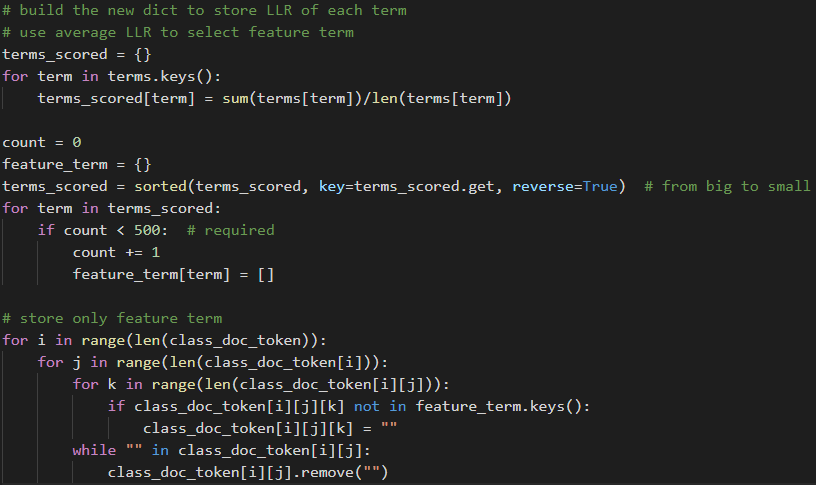 # build the new dict to store LLR of each term
# use average LLR to select feature term
terms_scored = {}
for term in terms.keys():
    terms_scored[term] = sum(terms[term])/len(terms[term])

count = 0
feature_term = {}
terms_scored = sorted(terms_scored, key=terms_scored.get, reverse=True)  # from big to small
for term in terms_scored:
    if count < 500:  # required
        count += 1
        feature_term[term] = []

# store only feature term
for i in range(len(class_doc_token)):
    for j in range(len(class_doc_token[i])):
        for k in range(len(class_doc_token[i][j])):
            if class_doc_token[i][j][k] not in feature_term.keys():
                class_doc_token[i][j][k] = ""
        while "" in class_doc_token[i][j]:
            class_doc_token[i][j].remove("")